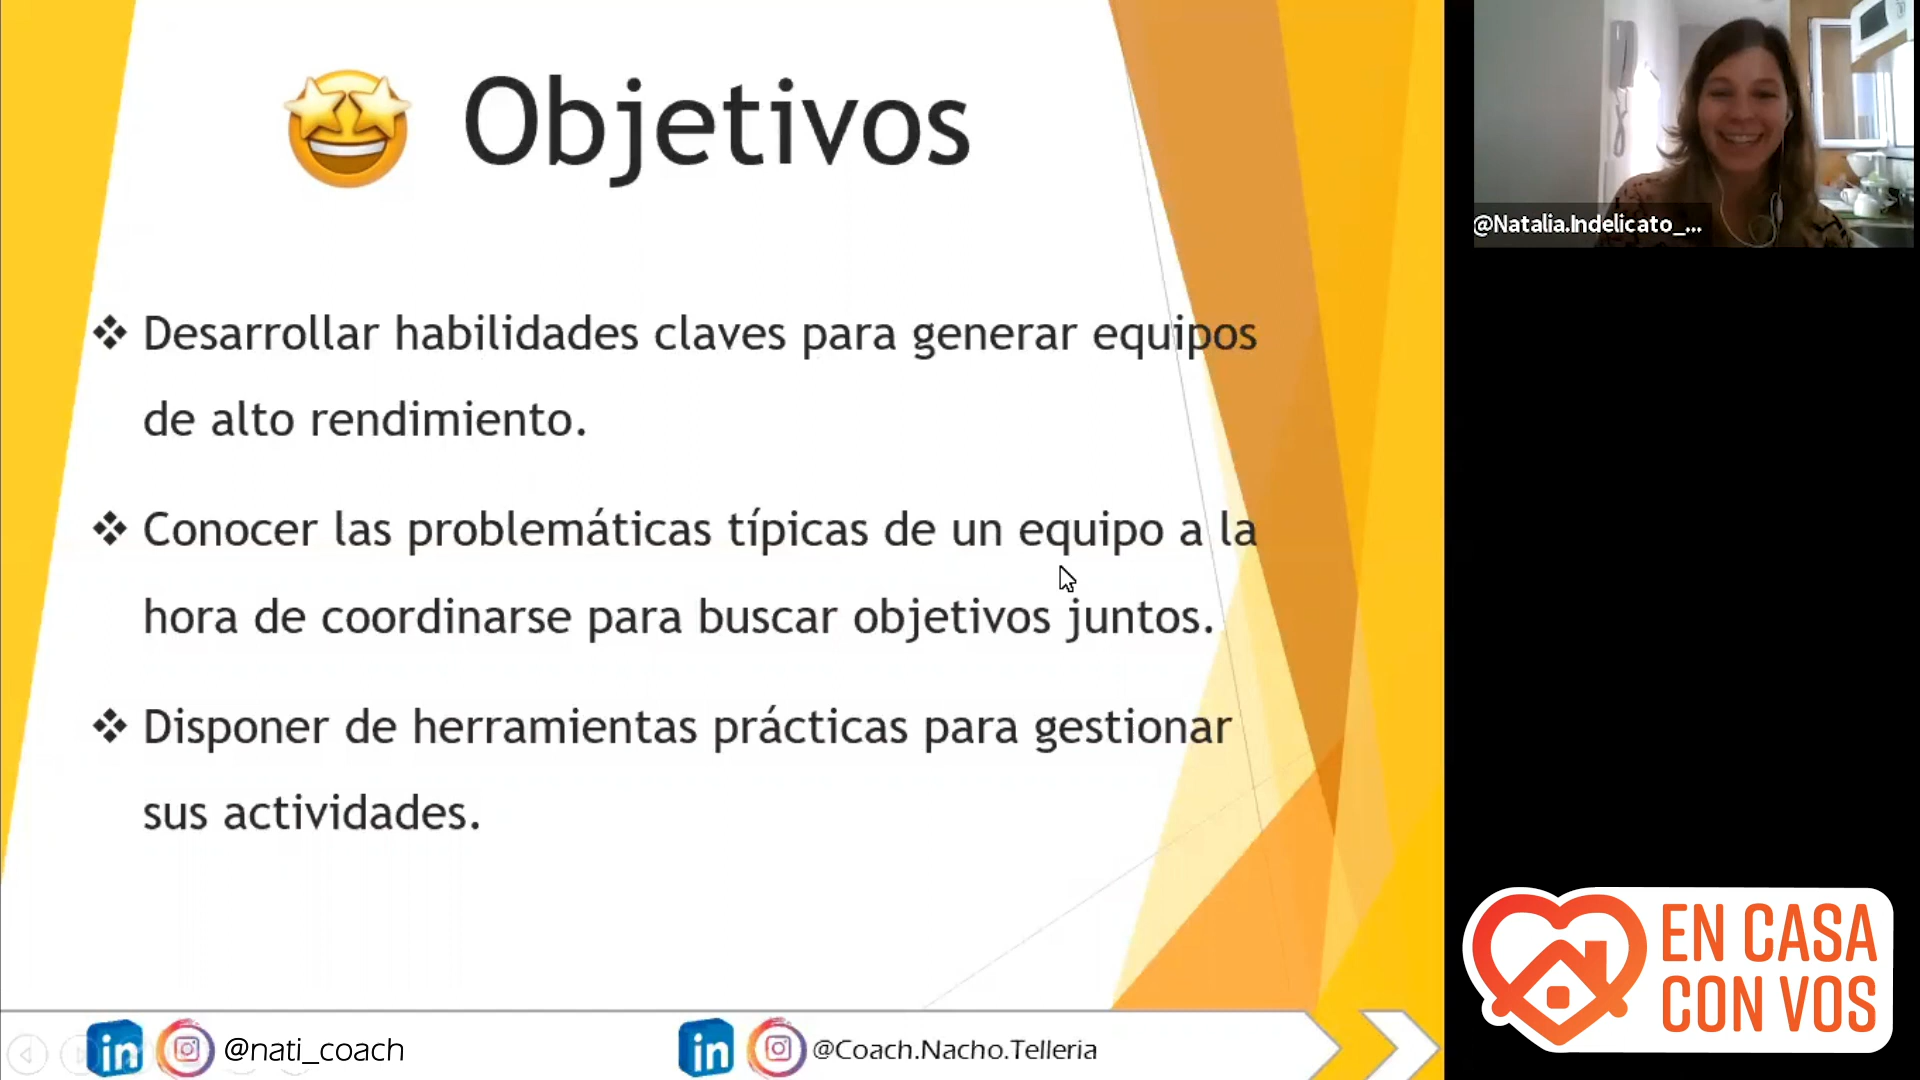 Objetivos
❖ Desarrollar habilidades claves para generar equipos
de alto rendimiento.
❖ Conocer las problemáticas típicas de un equipo a la
hora de coordinarse para buscar objetivos juntos.
❖ Disponer de herramientas prácticas para gestionar
sus actividades.
in @nati_coach
in @Coach.Nacho.Telleria
@Natalia.Indelicato_...
EN CASA
CON VOS